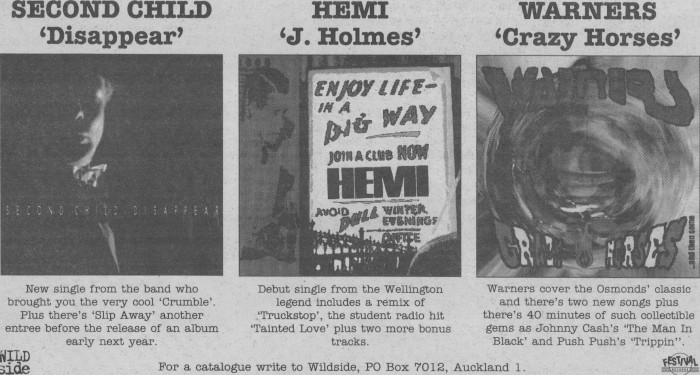 SECOND CHILD
'Disappear'
SECOND CHILD DISAPPEAR
New single from the band who
brought you the very cool 'Crumble'.
Plus there's 'Slip Away' another
entree before the release of an album
early next year.
HEMI
'J. Holmes'
ENJOY LIFE-
IN A
BIG WAY
JOIN A CLUB NOW
HEMI
AVOID DULL WINTER
EVENINGS
Debut single from the Wellington
legend includes a remix of
'Truckstop', the student radio hit
'Tainted Love' plus two more bonus
tracks.
WARNERS
'Crazy Horses'
CRAZY HORSES
Warners cover the Osmonds' classic
and there's two new songs plus
there's 40 minutes of such collectible
gems as Johnny Cash's 'The Man In
Black' and Push Push's 'Trippin''.
WILD
side
For a catalogue write to Wildside, PO Box 7012, Auckland 1.
FESTIVAL